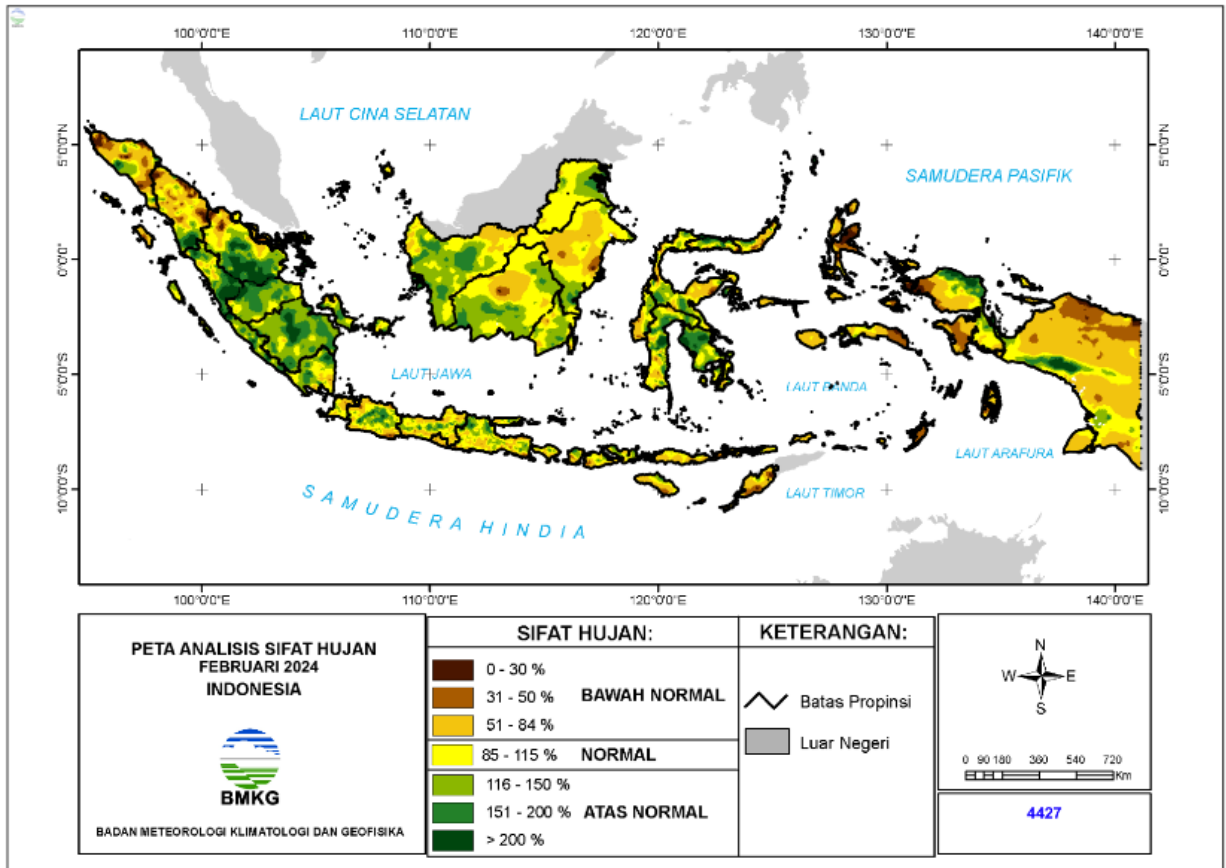 100°0'0"E 110°0'0"E 120°0'0"E 130°0'0"E 140°0'0"E
LAUT CINA SELATAN
5°0'0"N 5°0'0"N
SAMUDERA PASIFIK
0°0'0" 0°0'0"
LAUT JAWA
LAUT BANDA
5°0'0"S 5°0'0"S
LAUT ARAFURA
10°0'0"S LAUT TIMOR 10°0'0"S
SAMUDERA HINDIA
100°0'0"E 110°0'0"E 120°0'0"E 130°0'0"E 140°0'0"E
PETA ANALISIS SIFAT HUJAN
FEBRUARI 2024
INDONESIA
BMKG
BADAN METEOROLOGI KLIMATOLOGI DAN GEOFISIKA
SIFAT HUJAN:
0 - 30 %
31 - 50 % BAWAH NORMAL
51 - 84 %
85 - 115 % NORMAL
116 - 150 %
151 - 200 % ATAS NORMAL
> 200 %
KETERANGAN:
Batas Propinsi
Luar Negeri
N
W E
S
0 90 180 360 540 720
Km
4427